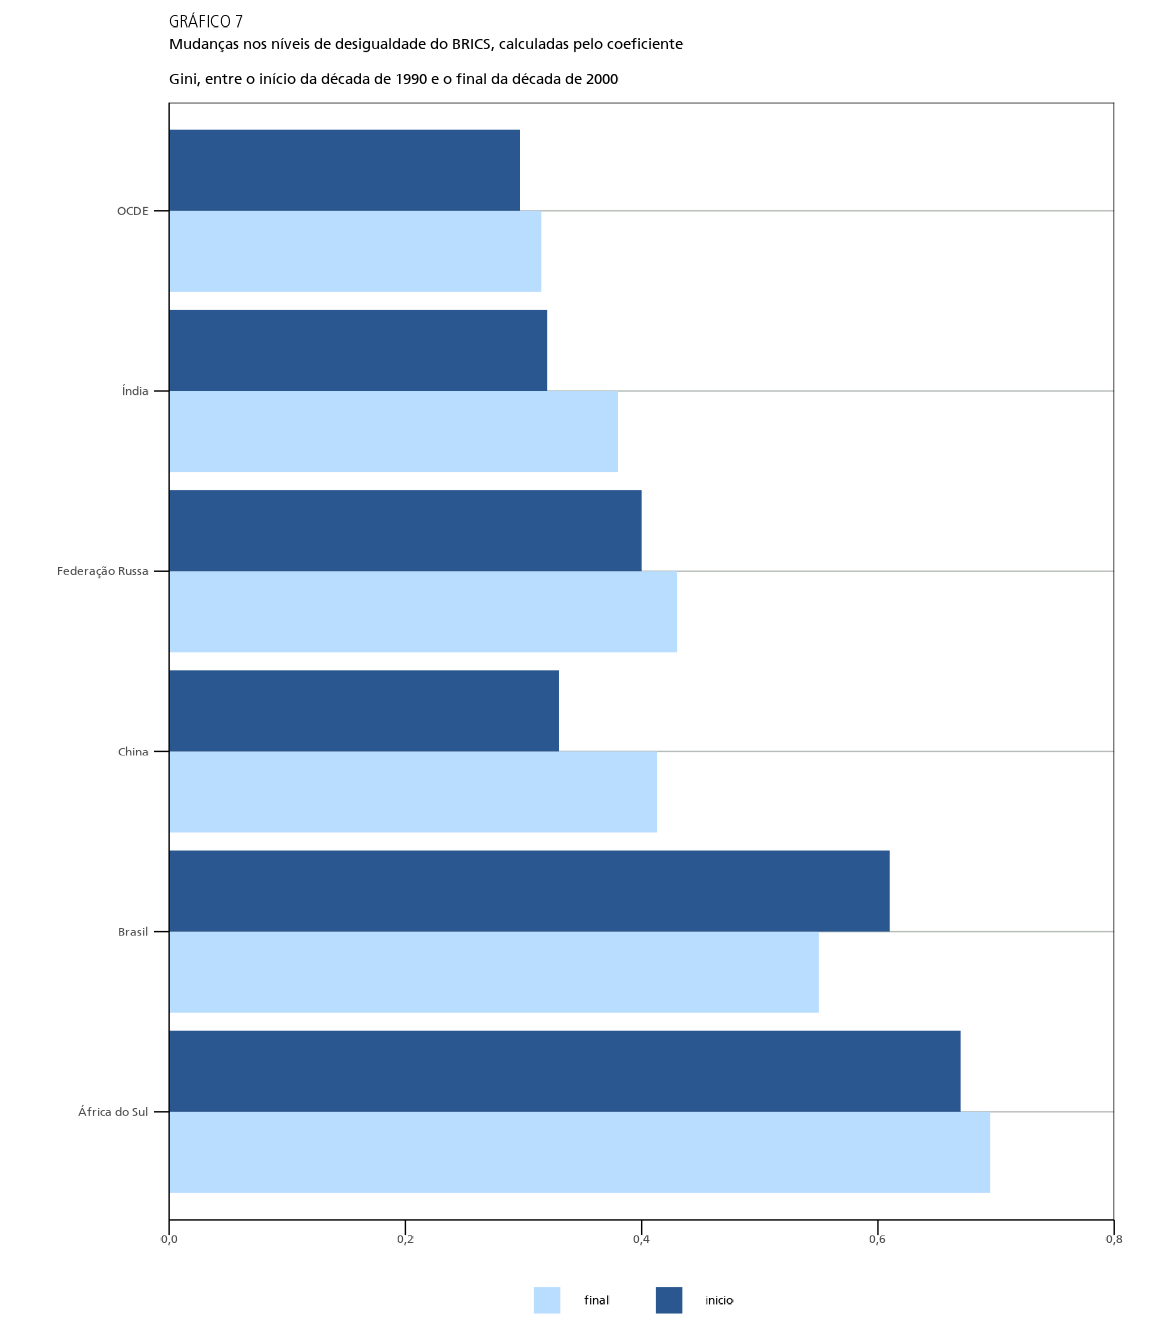 GRÁFICO 7
Mudanças nos níveis de desigualdade do BRICS, calculadas pelo coeficiente
Gini, entre o início da década de 1990 e o final da década de 2000
OCDE
Índia
Federação Russa
China
Brasil
África do Sul
0,0 0,2 0,4 0,6 0,8
final inicio